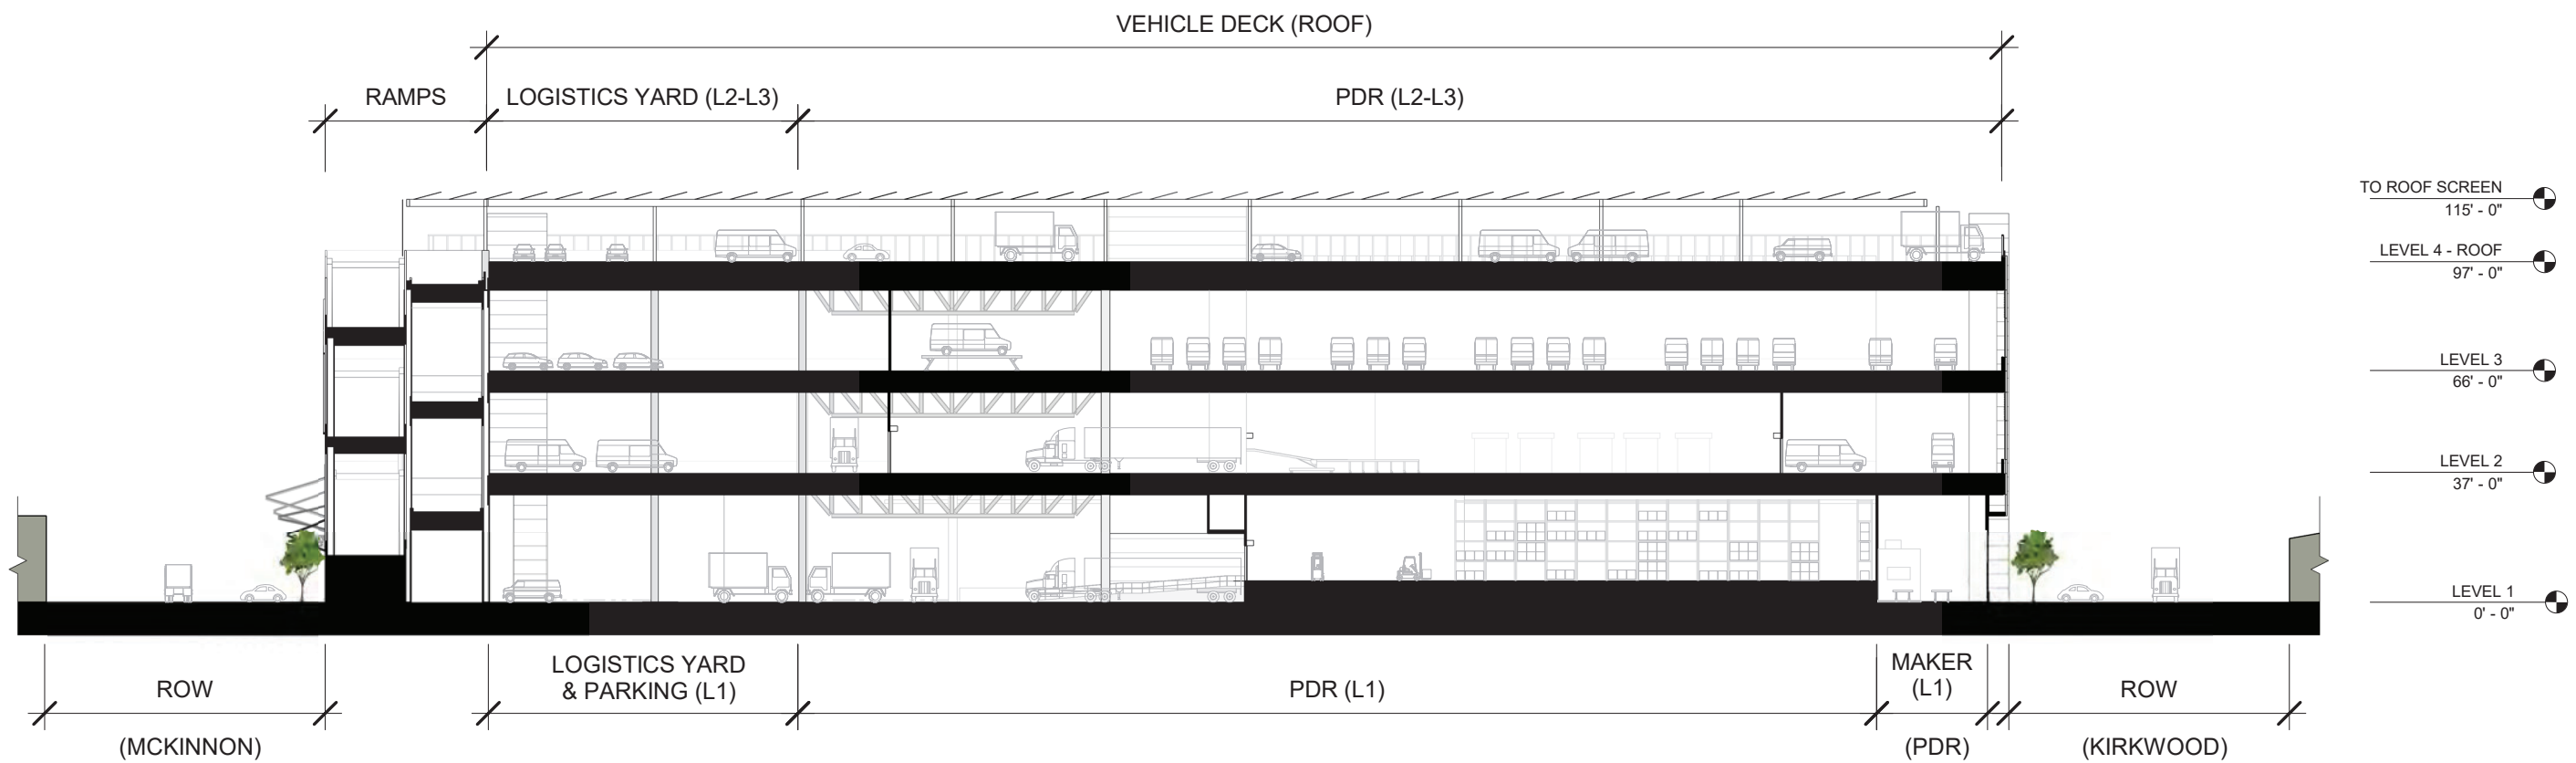 VEHICLE DECK (ROOF)
RAMPS
LOGISTICS YARD (L2-L3)
PDR (L2-L3)
TO ROOF SCREEN
115' - 0"
LEVEL 4 - ROOF
97' - 0"
LEVEL 3
66' - 0"
LEVEL 2
37' - 0"
LEVEL 1
0' - 0"
ROW
(MCKINNON)
LOGISTICS YARD
& PARKING (L1)
PDR (L1)
MAKER
(L1)
(PDR)
ROW
(KIRKWOOD)